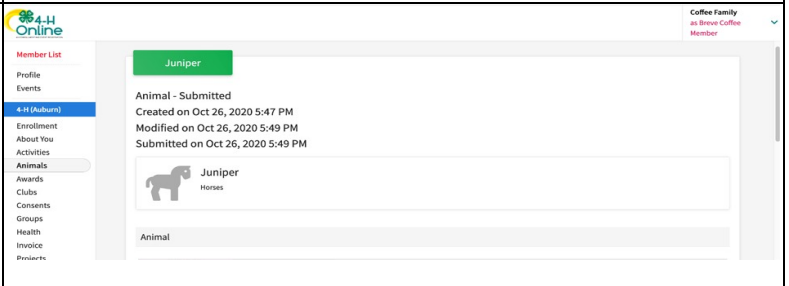 4-H
Online
Coffee Family
as Breve Coffee
Member
Member List
Profile
Events
4-H (Auburn)
Enrollment
About You
Activities
Animals
Awards
Clubs
Consents
Groups
Health
Invoice
Projects
Juniper
Animal - Submitted
Created on Oct 26, 2020 5:47 PM
Modified on Oct 26, 2020 5:49 PM
Submitted on Oct 26, 2020 5:49 PM
Juniper
Horses
Animal